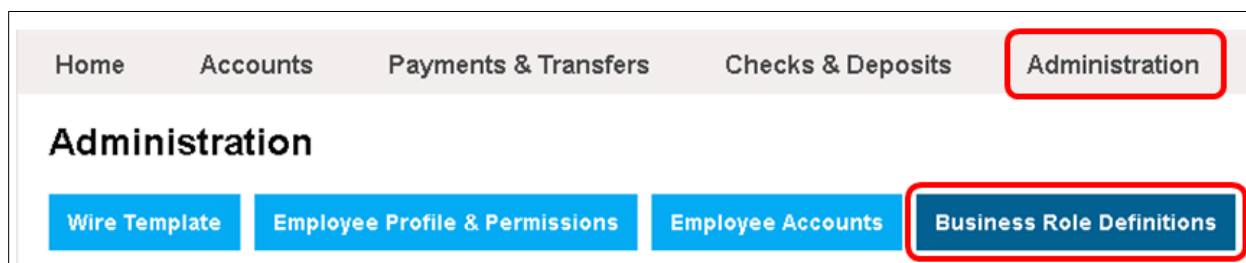 Home Accounts Payments & Transfers Checks & Deposits Administration
Administration
Wire Template Employee Profile & Permissions Employee Accounts Business Role Definitions